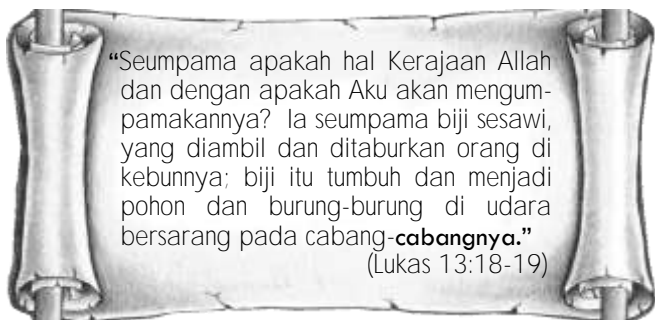 “Seumpama apakah hal Kerajaan Allah
dan dengan apakah Aku akan mengum-
pamakannya? Ia seumpama biji sesawi,
yang diambil dan ditaburkan orang di
kebunnya; biji itu tumbuh dan menjadi
pohon dan burung-burung di udara
bersarang pada cabang-cabangnya.”
(Lukas 13:18-19)